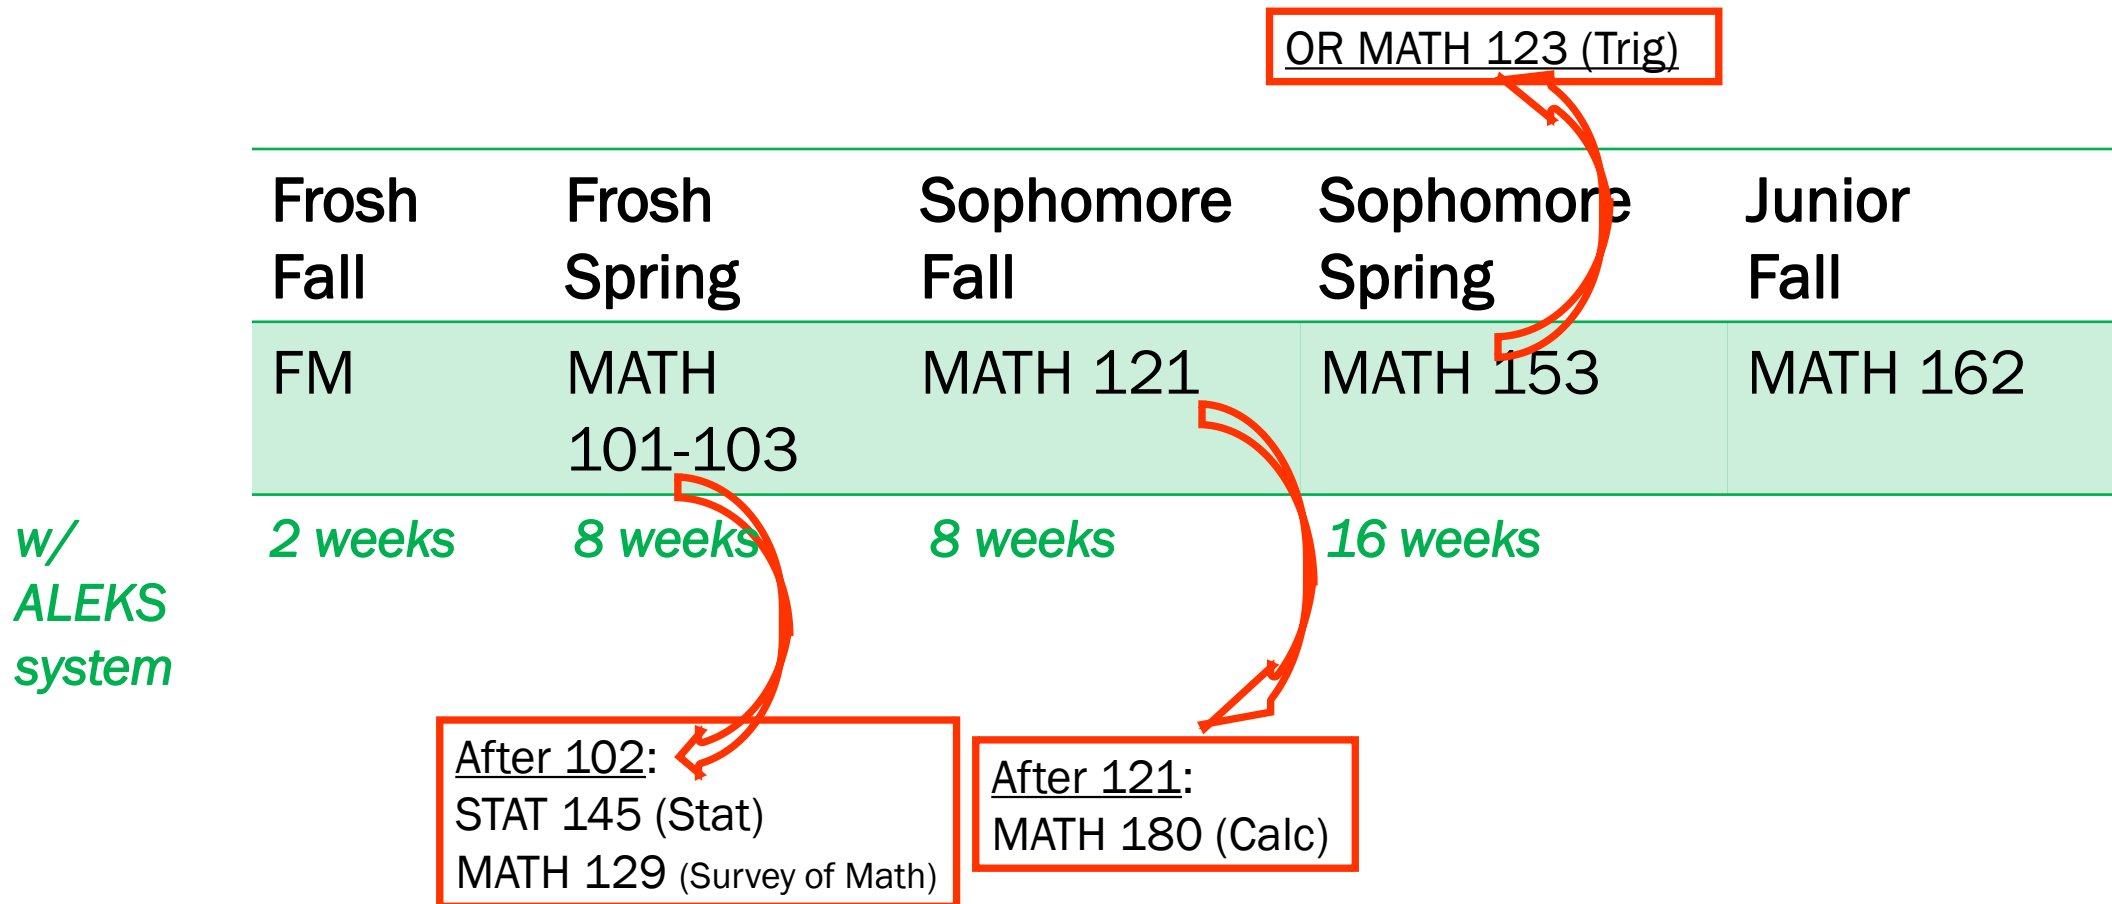 OR MATH 123 (Trig)
Frosh Fall
Frosh Spring
Sophomore Fall
Sophomore Spring
Junior Fall
FM
MATH 101-103
MATH 121
MATH 153
MATH 162
w/ ALEKS system
2 weeks
8 weeks
8 weeks
16 weeks
After 102:
STAT 145 (Stat)
MATH 129 (Survey of Math)
After 121:
MATH 180 (Calc)